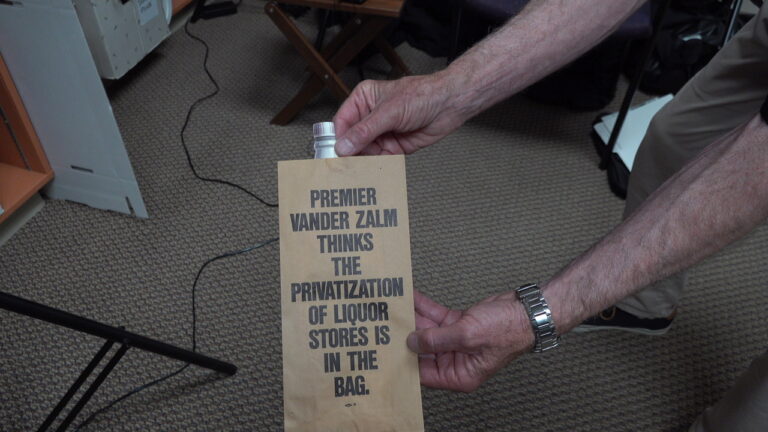 PREMIER
VANDER ZALM
THINKS
THE
PRIVATIZATION
OF LIQUOR
STORES IS
IN THE
BAG.